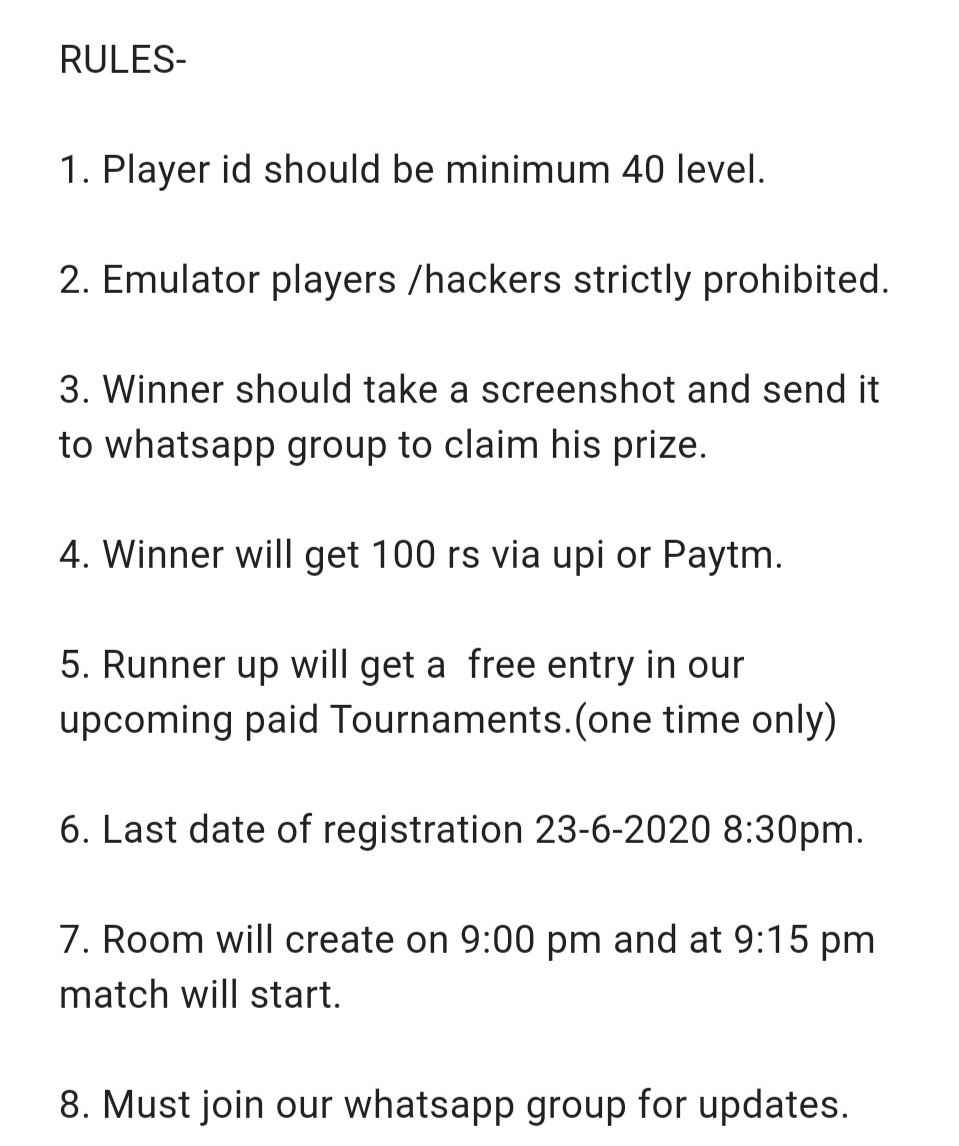 RULES-
1. Player id should be minimum 40 level.
2. Emulator players /hackers strictly prohibited.
3. Winner should take a screenshot and send it
to whatsapp group to claim his prize.
4. Winner will get 100 rs via upi or Paytm.
5. Runner up will get a  free entry in our
upcoming paid Tournaments.(one time only)
6. Last date of registration 23-6-2020 8:30pm.
7. Room will create on 9:00 pm and at 9:15 pm
match will start.
8. Must join our whatsapp group for updates.